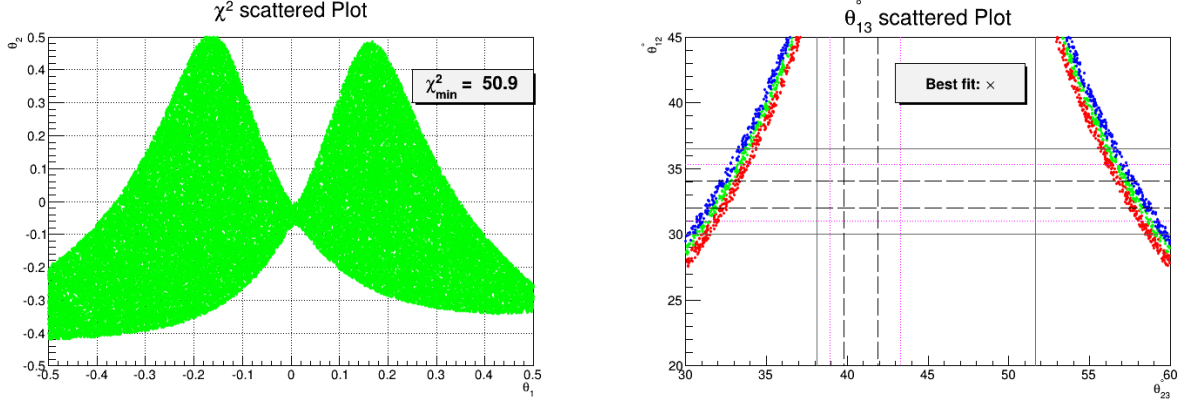 χ² scattered Plot
θ₂
0.5
0.4
0.3
0.2
0.1
0
-0.1
-0.2
-0.3
-0.4
-0.5
χ²min = 50.9
-0.5 -0.4 -0.3 -0.2 -0.1 0 0.1 0.2 0.3 0.4 0.5
θ₁
θ°₁₃ scattered Plot
θ°₁₂
45
40
35
30
25
20
Best fit: ×
30 35 40 45 50 55 60
θ°₂₃